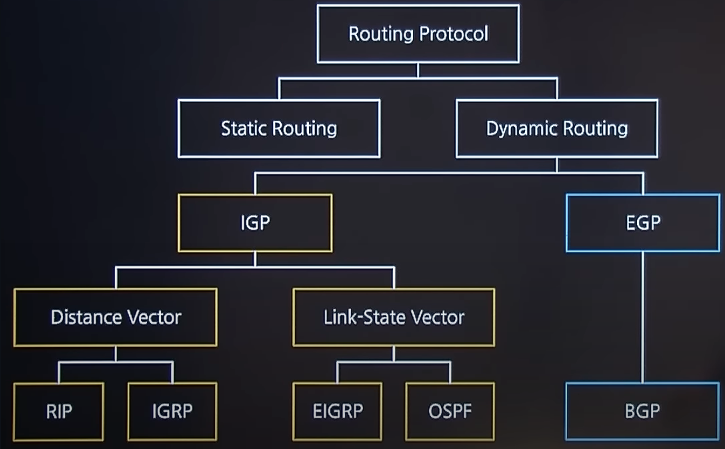 Routing Protocol
Static Routing
Dynamic Routing
IGP
EGP
Distance Vector
Link-State Vector
RIP
IGRP
EIGRP
OSPF
BGP